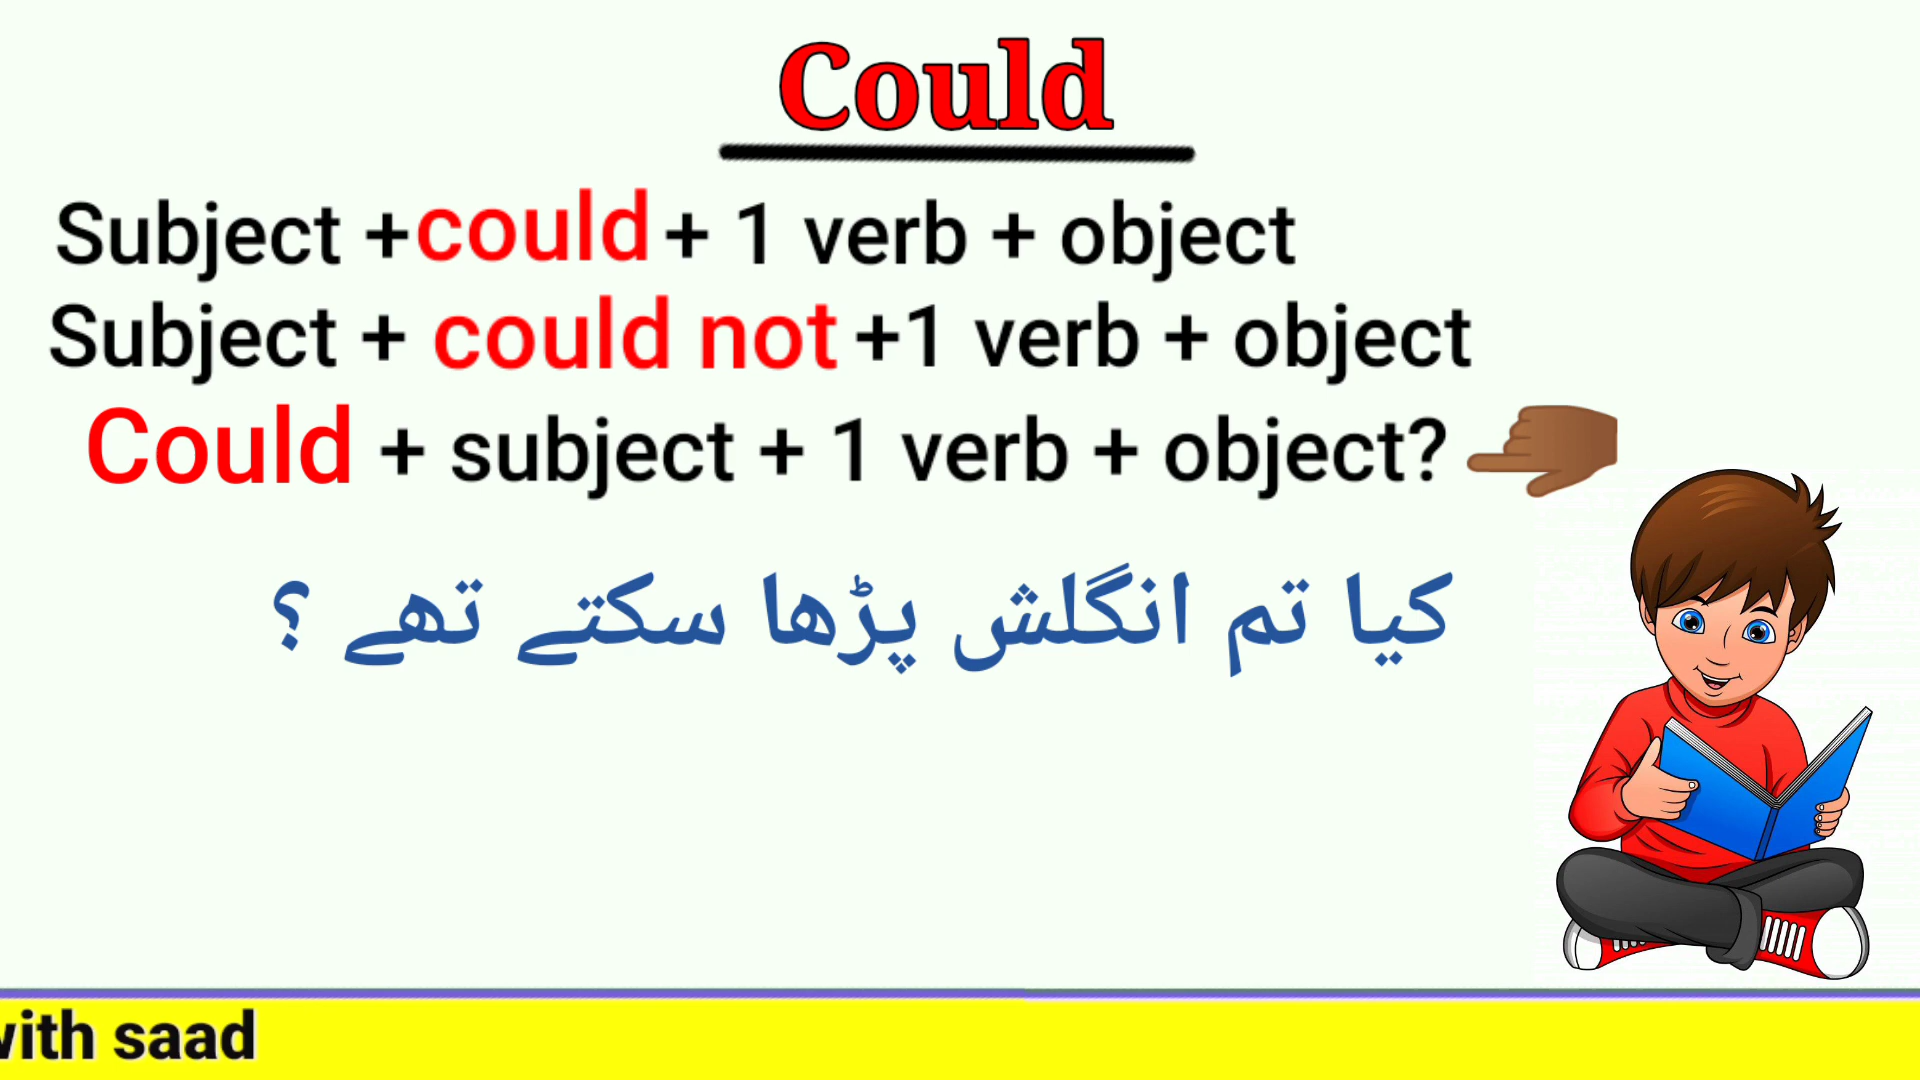 Could
Subject +could+ 1 verb + object
Subject + could not +1 verb + object
Could + subject + 1 verb + object?
کیا تم انگلش پڑھا سکتے تھے ؟
with saad